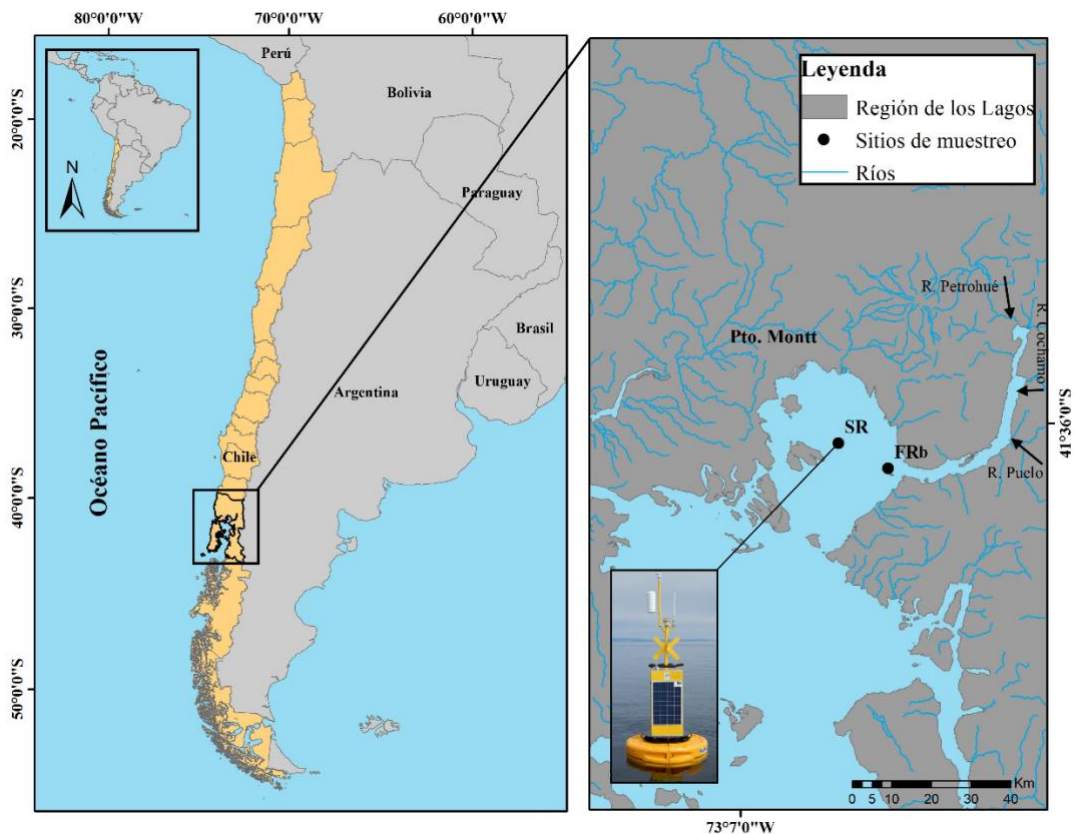 80°0'0"W
70°0'0"W
60°0'0"W
20°0'0"S
30°0'0"S
40°0'0"S
50°0'0"S
N
Perú
Bolivia
Paraguay
Brasil
Uruguay
Argentina
Chile
Océano Pacífico
Leyenda
Región de los Lagos
Sitios de muestreo
Ríos
R. Petrohué
R. Cochamo
Pto. Montt
SR
FRb
R. Puelo
41°36'0"S
Km
0 5 10 20 30 40
73°7'0"W